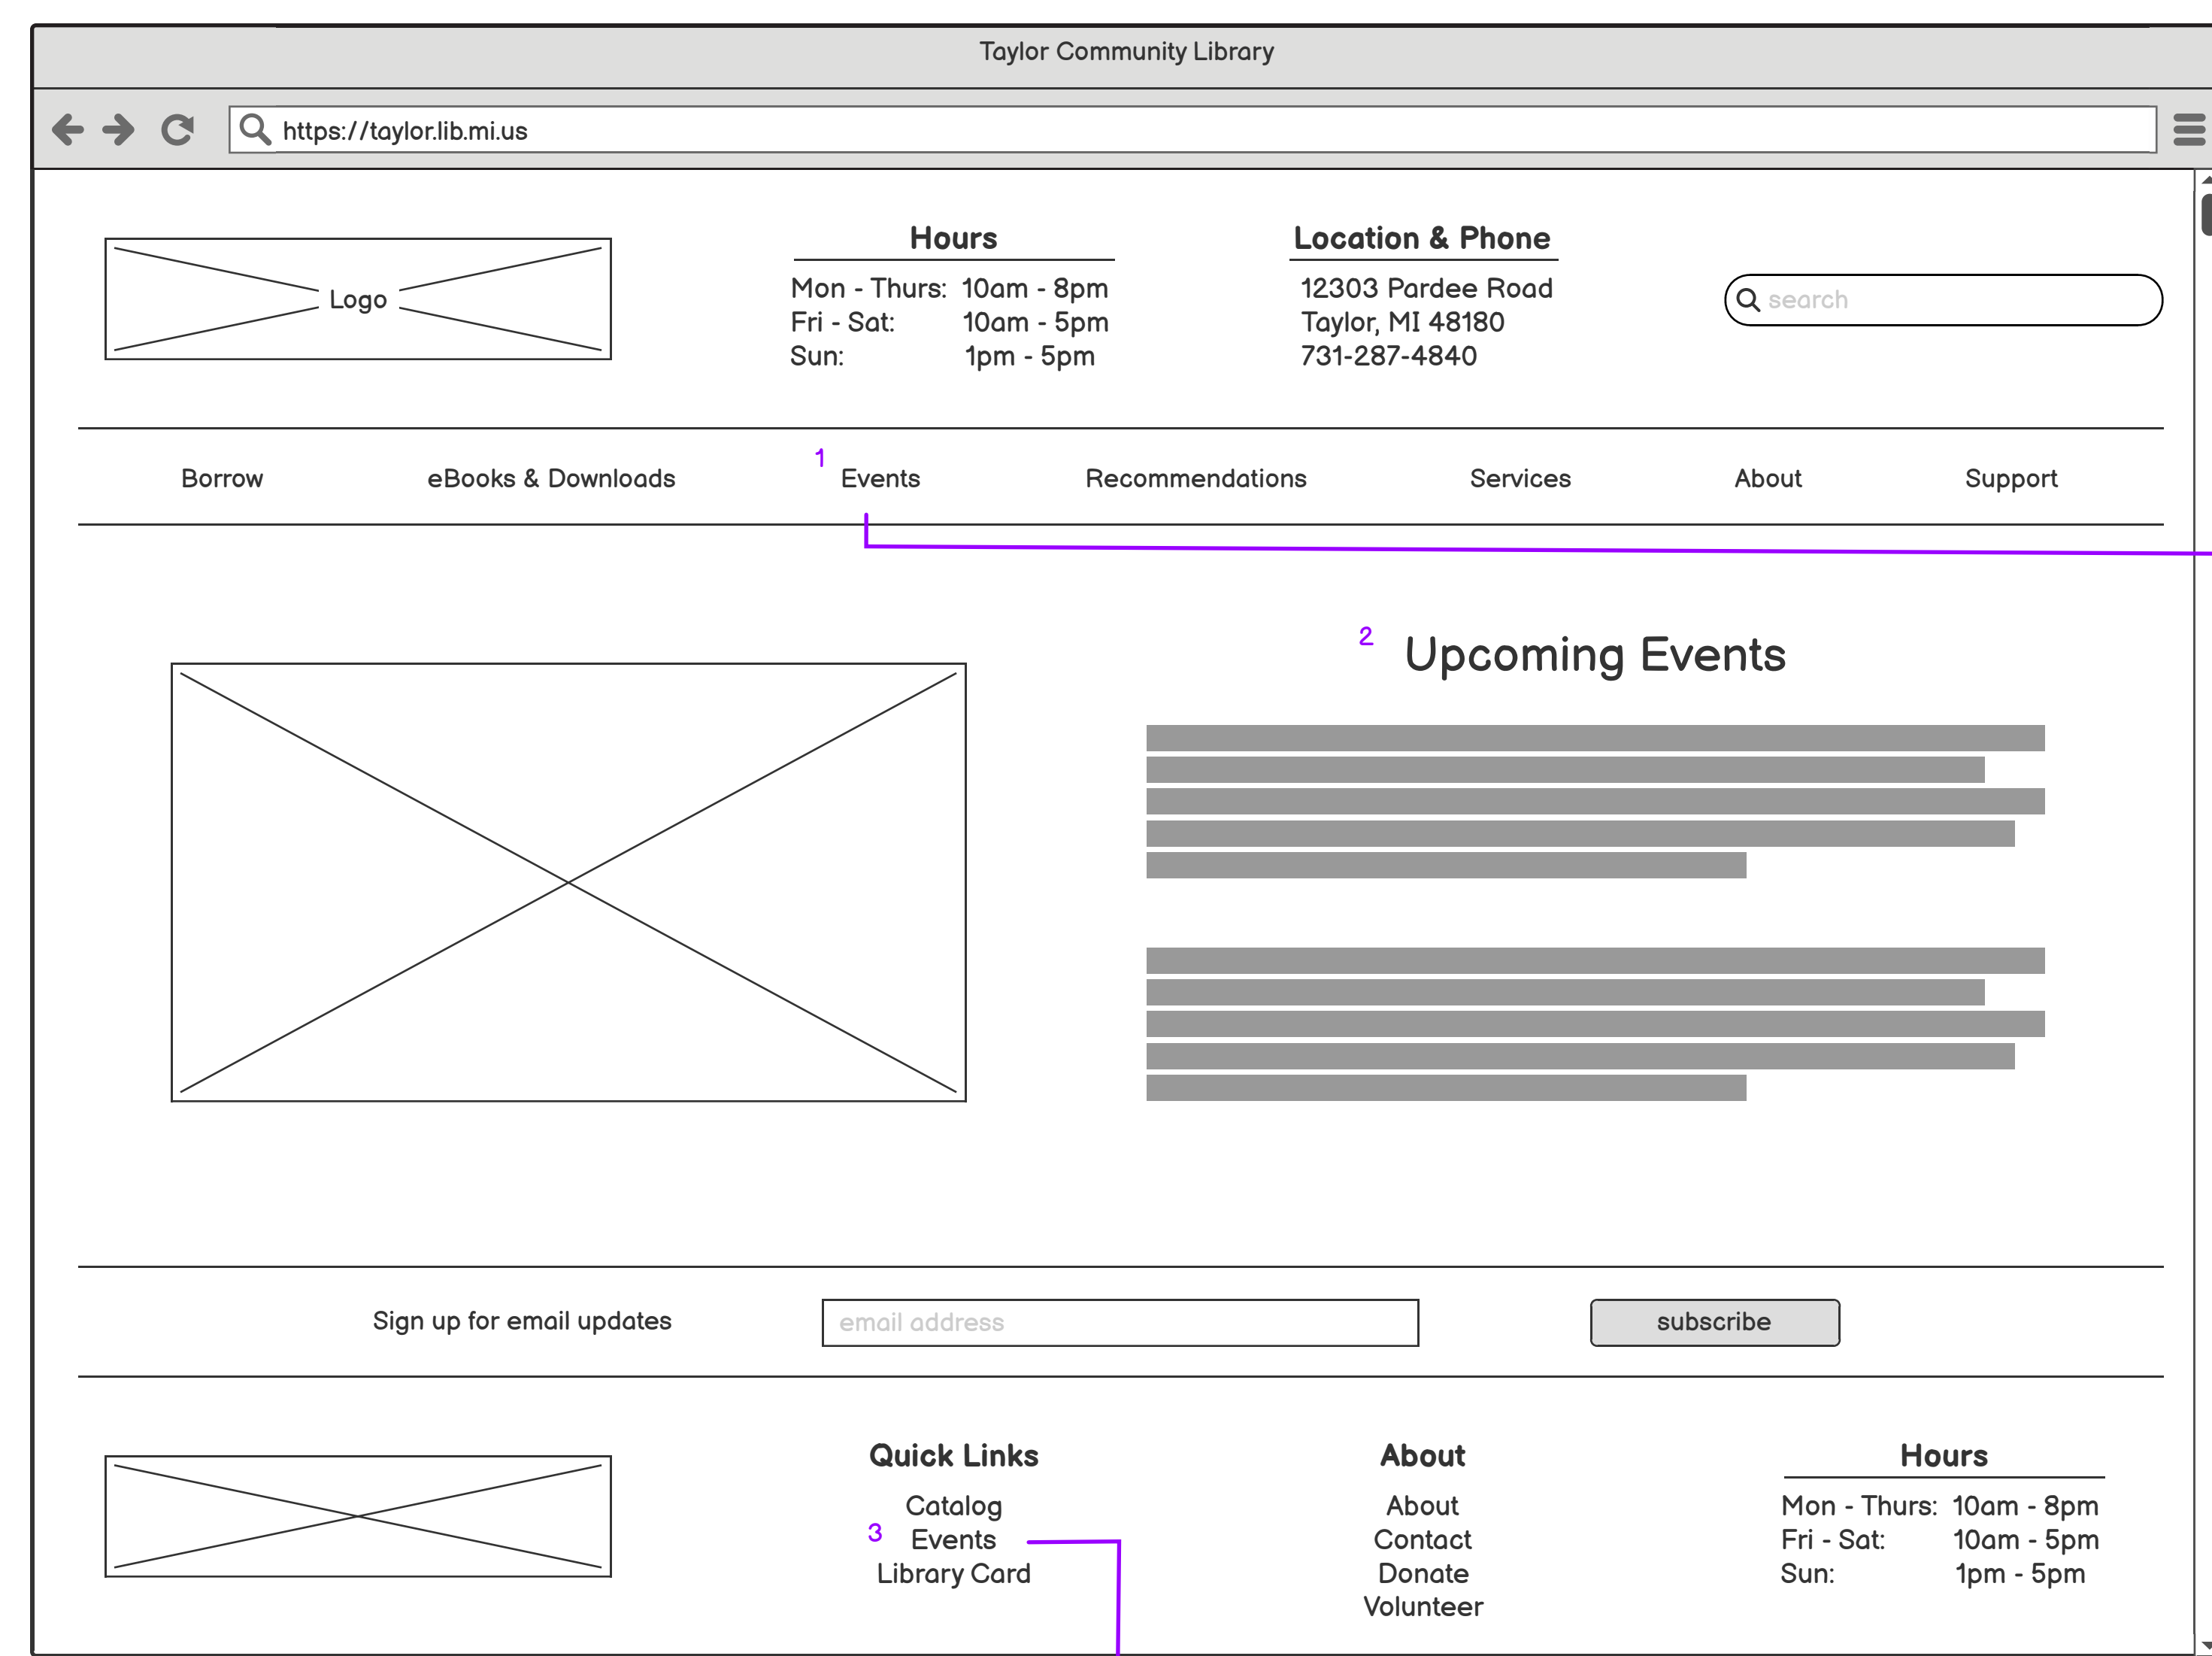 Taylor Community Library
https://taylor.lib.mi.us
Logo
Hours
Mon - Thurs: 10am - 8pm
Fri - Sat: 10am - 5pm
Sun: 1pm - 5pm
Location & Phone
12303 Pardee Road
Taylor, MI 48180
731-287-4840
search
Borrow eBooks & Downloads 1 Events Recommendations Services About Support
2 Upcoming Events
Sign up for email updates email address subscribe
Quick Links
Catalog
3 Events
Library Card
About
About
Contact
Donate
Volunteer
Hours
Mon - Thurs: 10am - 8pm
Fri - Sat: 10am - 5pm
Sun: 1pm - 5pm